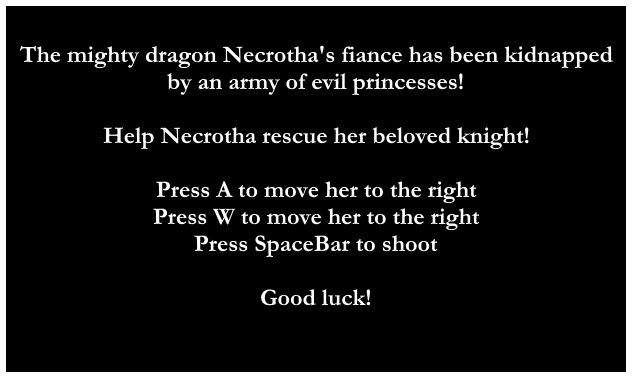 The mighty dragon Necrotha's fiance has been kidnapped
by an army of evil princesses!
Help Necrotha rescue her beloved knight!
Press A to move her to the right
Press W to move her to the right
Press SpaceBar to shoot
Good luck!